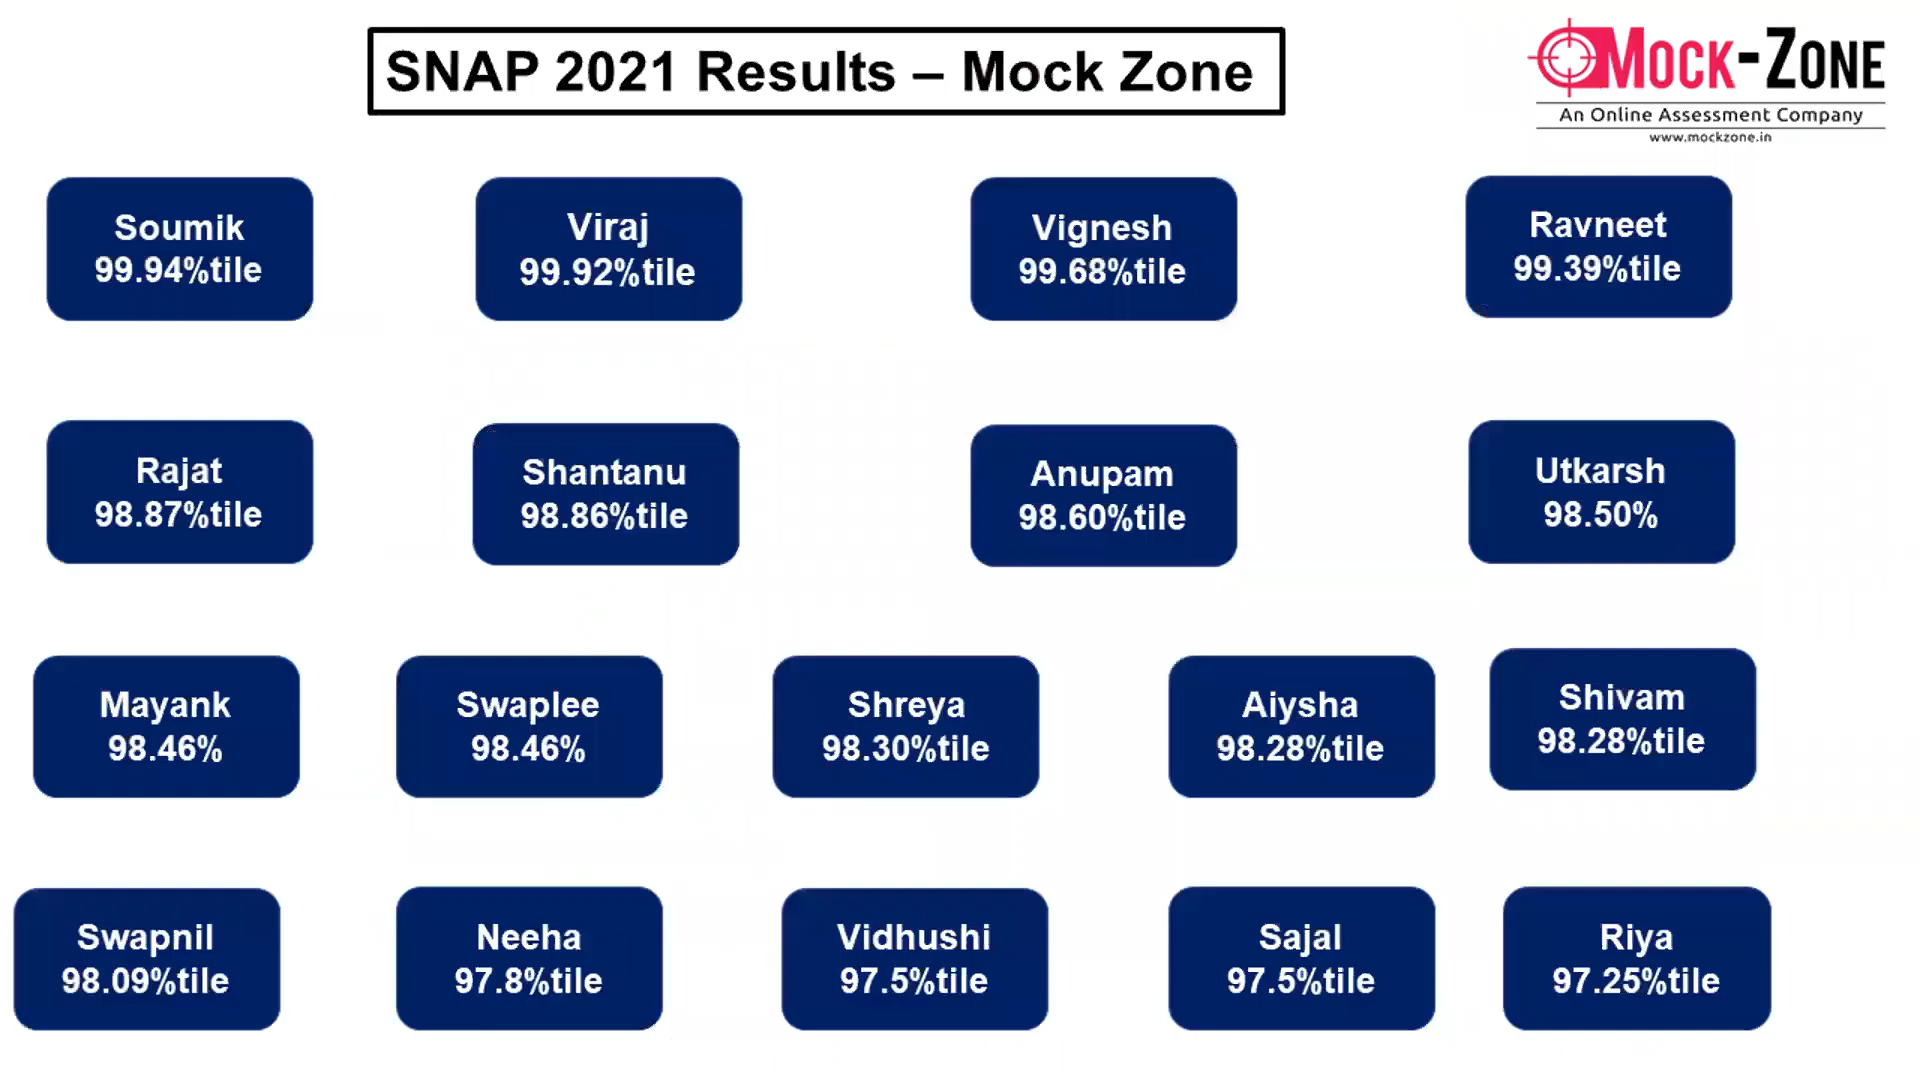 SNAP 2021 Results – Mock Zone
MOCK-ZONE
An Online Assessment Company
www.mockzone.in
Soumik
99.94%tile
Viraj
99.92%tile
Vignesh
99.68%tile
Ravneet
99.39%tile
Rajat
98.87%tile
Shantanu
98.86%tile
Anupam
98.60%tile
Utkarsh
98.50%
Mayank
98.46%
Swaplee
98.46%
Shreya
98.30%tile
Aiysha
98.28%tile
Shivam
98.28%tile
Swapnil
98.09%tile
Neeha
97.8%tile
Vidhushi
97.5%tile
Sajal
97.5%tile
Riya
97.25%tile